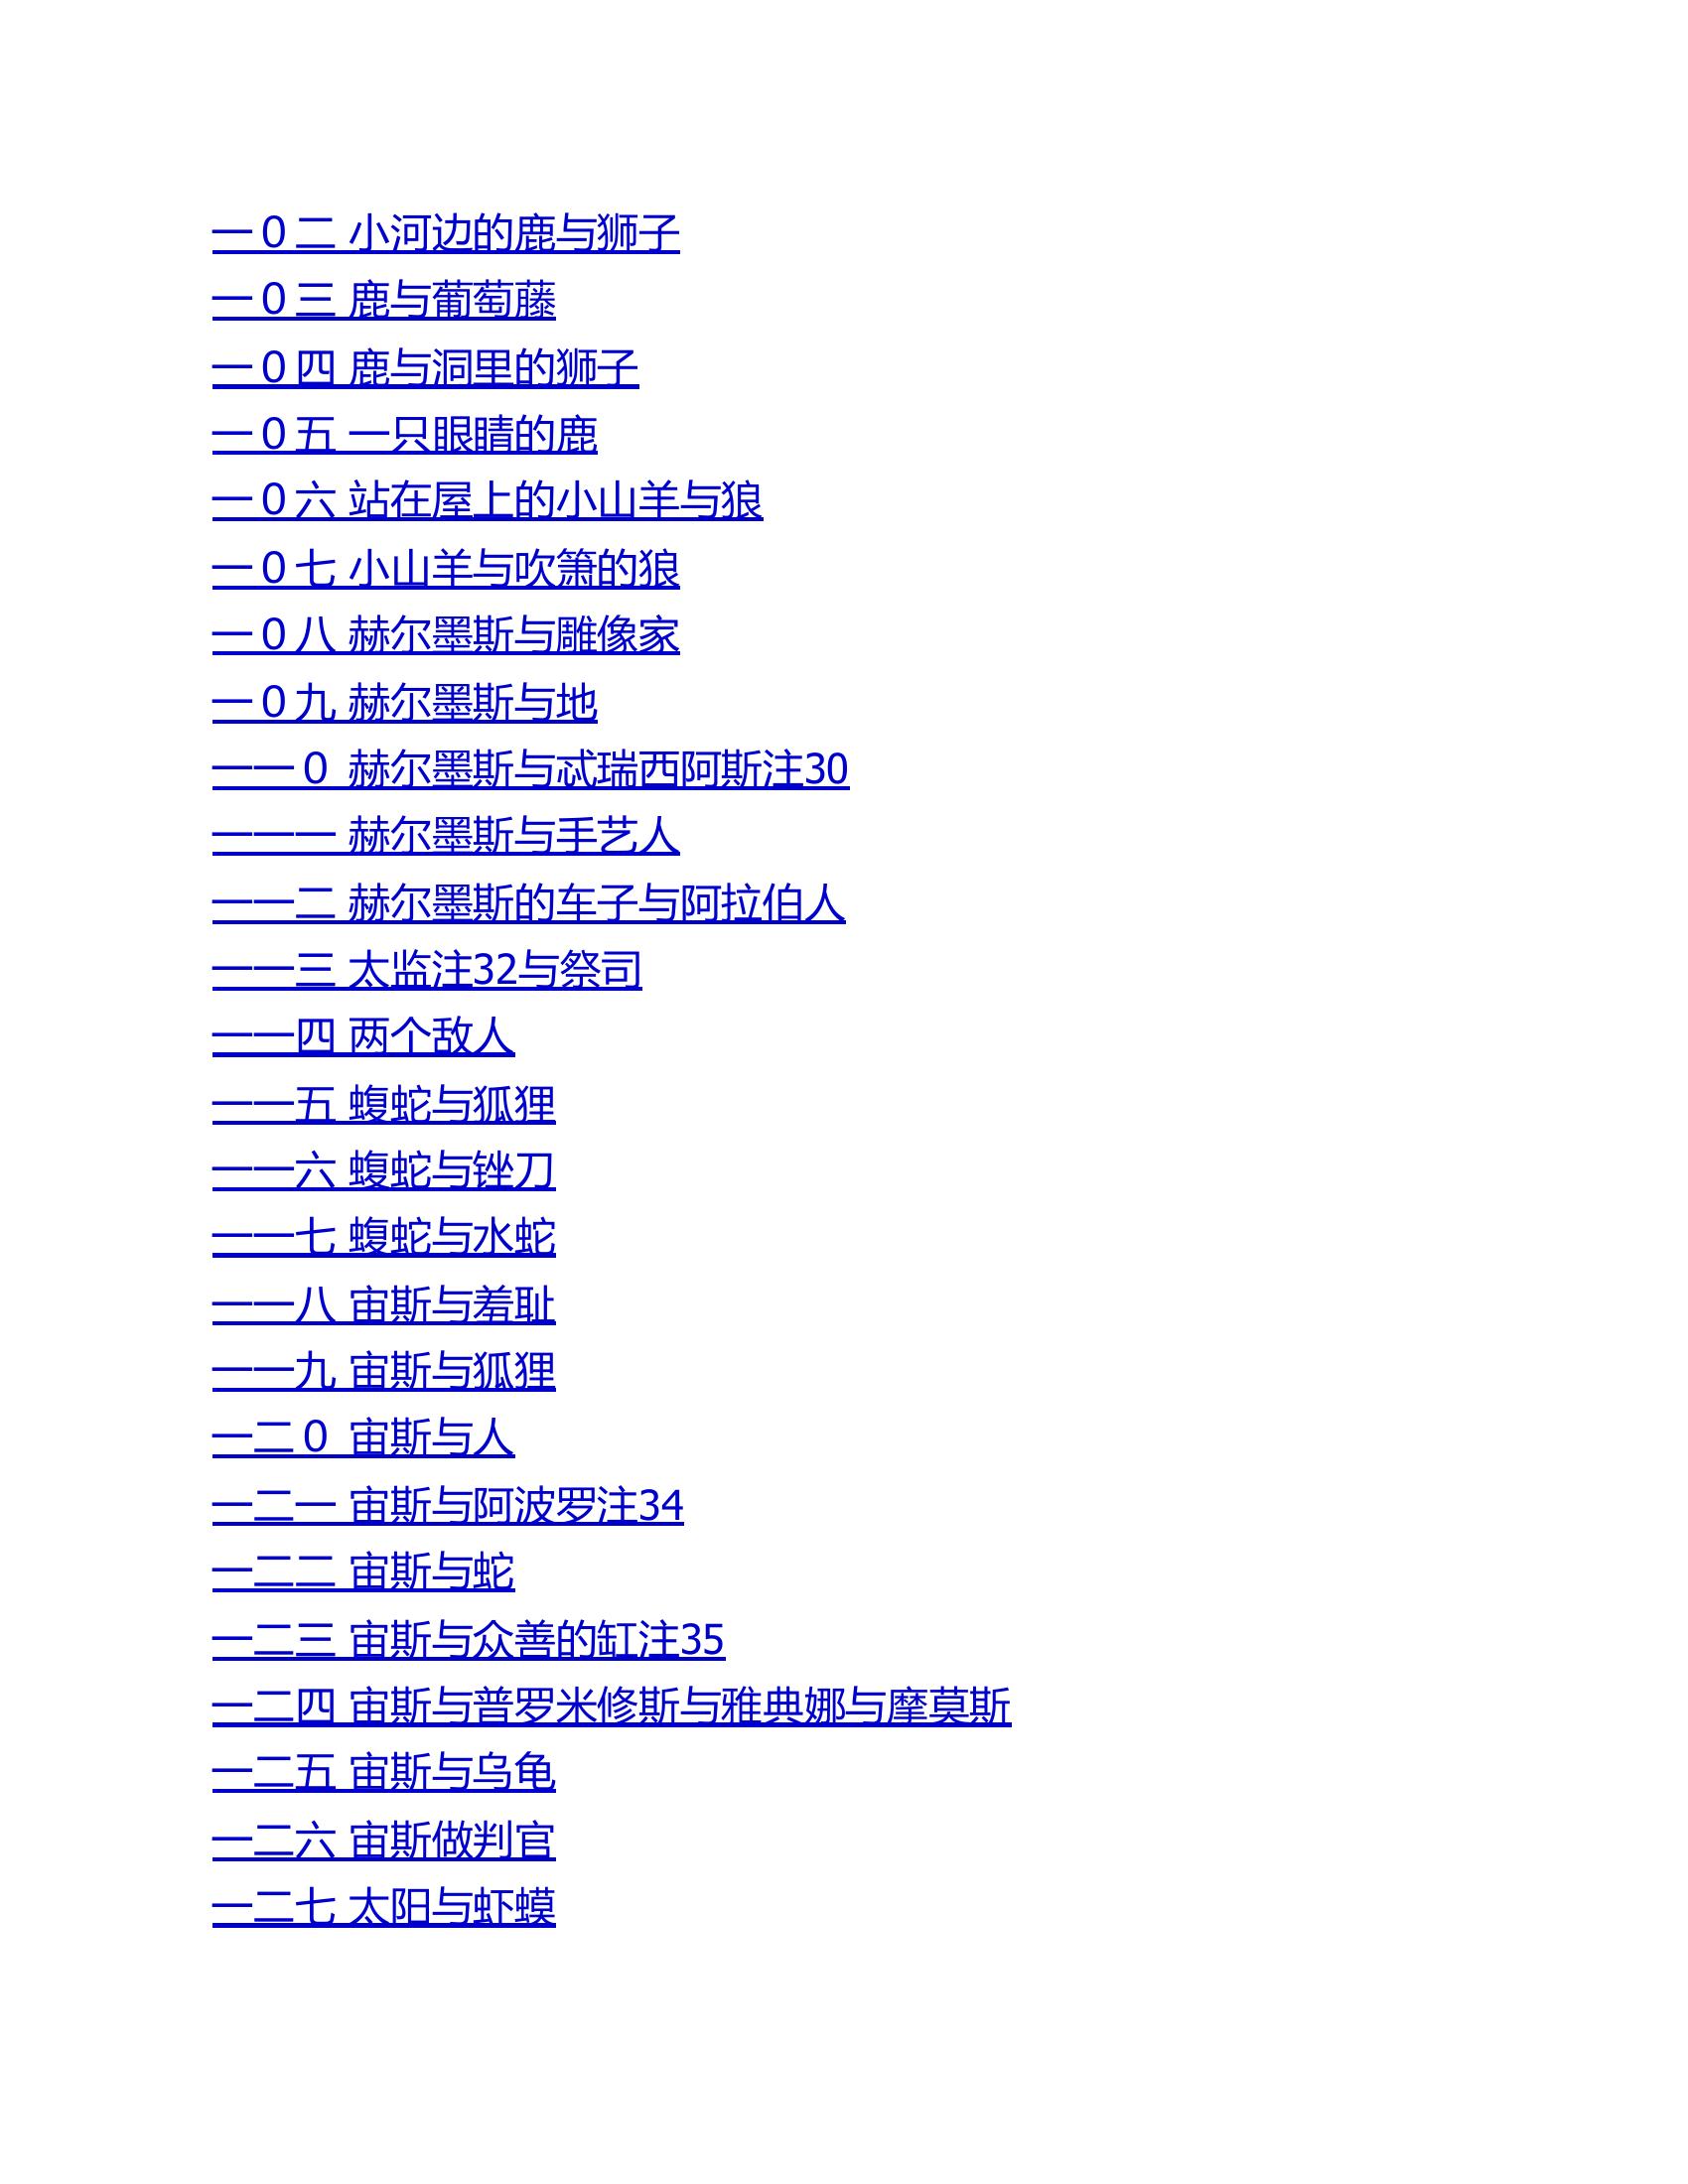 一０二 小河边的鹿与狮子
一０三 鹿与葡萄藤
一０四 鹿与洞里的狮子
一０五 一只眼睛的鹿
一０六 站在屋上的小山羊与狼
一０七 小山羊与吹箫的狼
一０八 赫尔墨斯与雕像家
一０九 赫尔墨斯与地
一一０ 赫尔墨斯与忒瑞西阿斯注30
一一一 赫尔墨斯与手艺人
一一二 赫尔墨斯的车子与阿拉伯人
一一三 太监注32与祭司
一一四 两个敌人
一一五 蝮蛇与狐狸
一一六 蝮蛇与锉刀
一一七 蝮蛇与水蛇
一一八 宙斯与羞耻
一一九 宙斯与狐狸
一二０ 宙斯与人
一二一 宙斯与阿波罗注34
一二二 宙斯与蛇
一二三 宙斯与众善的缸注35
一二四 宙斯与普罗米修斯与雅典娜与摩莫斯
一二五 宙斯与乌龟
一二六 宙斯做判官
一二七 太阳与虾蟆